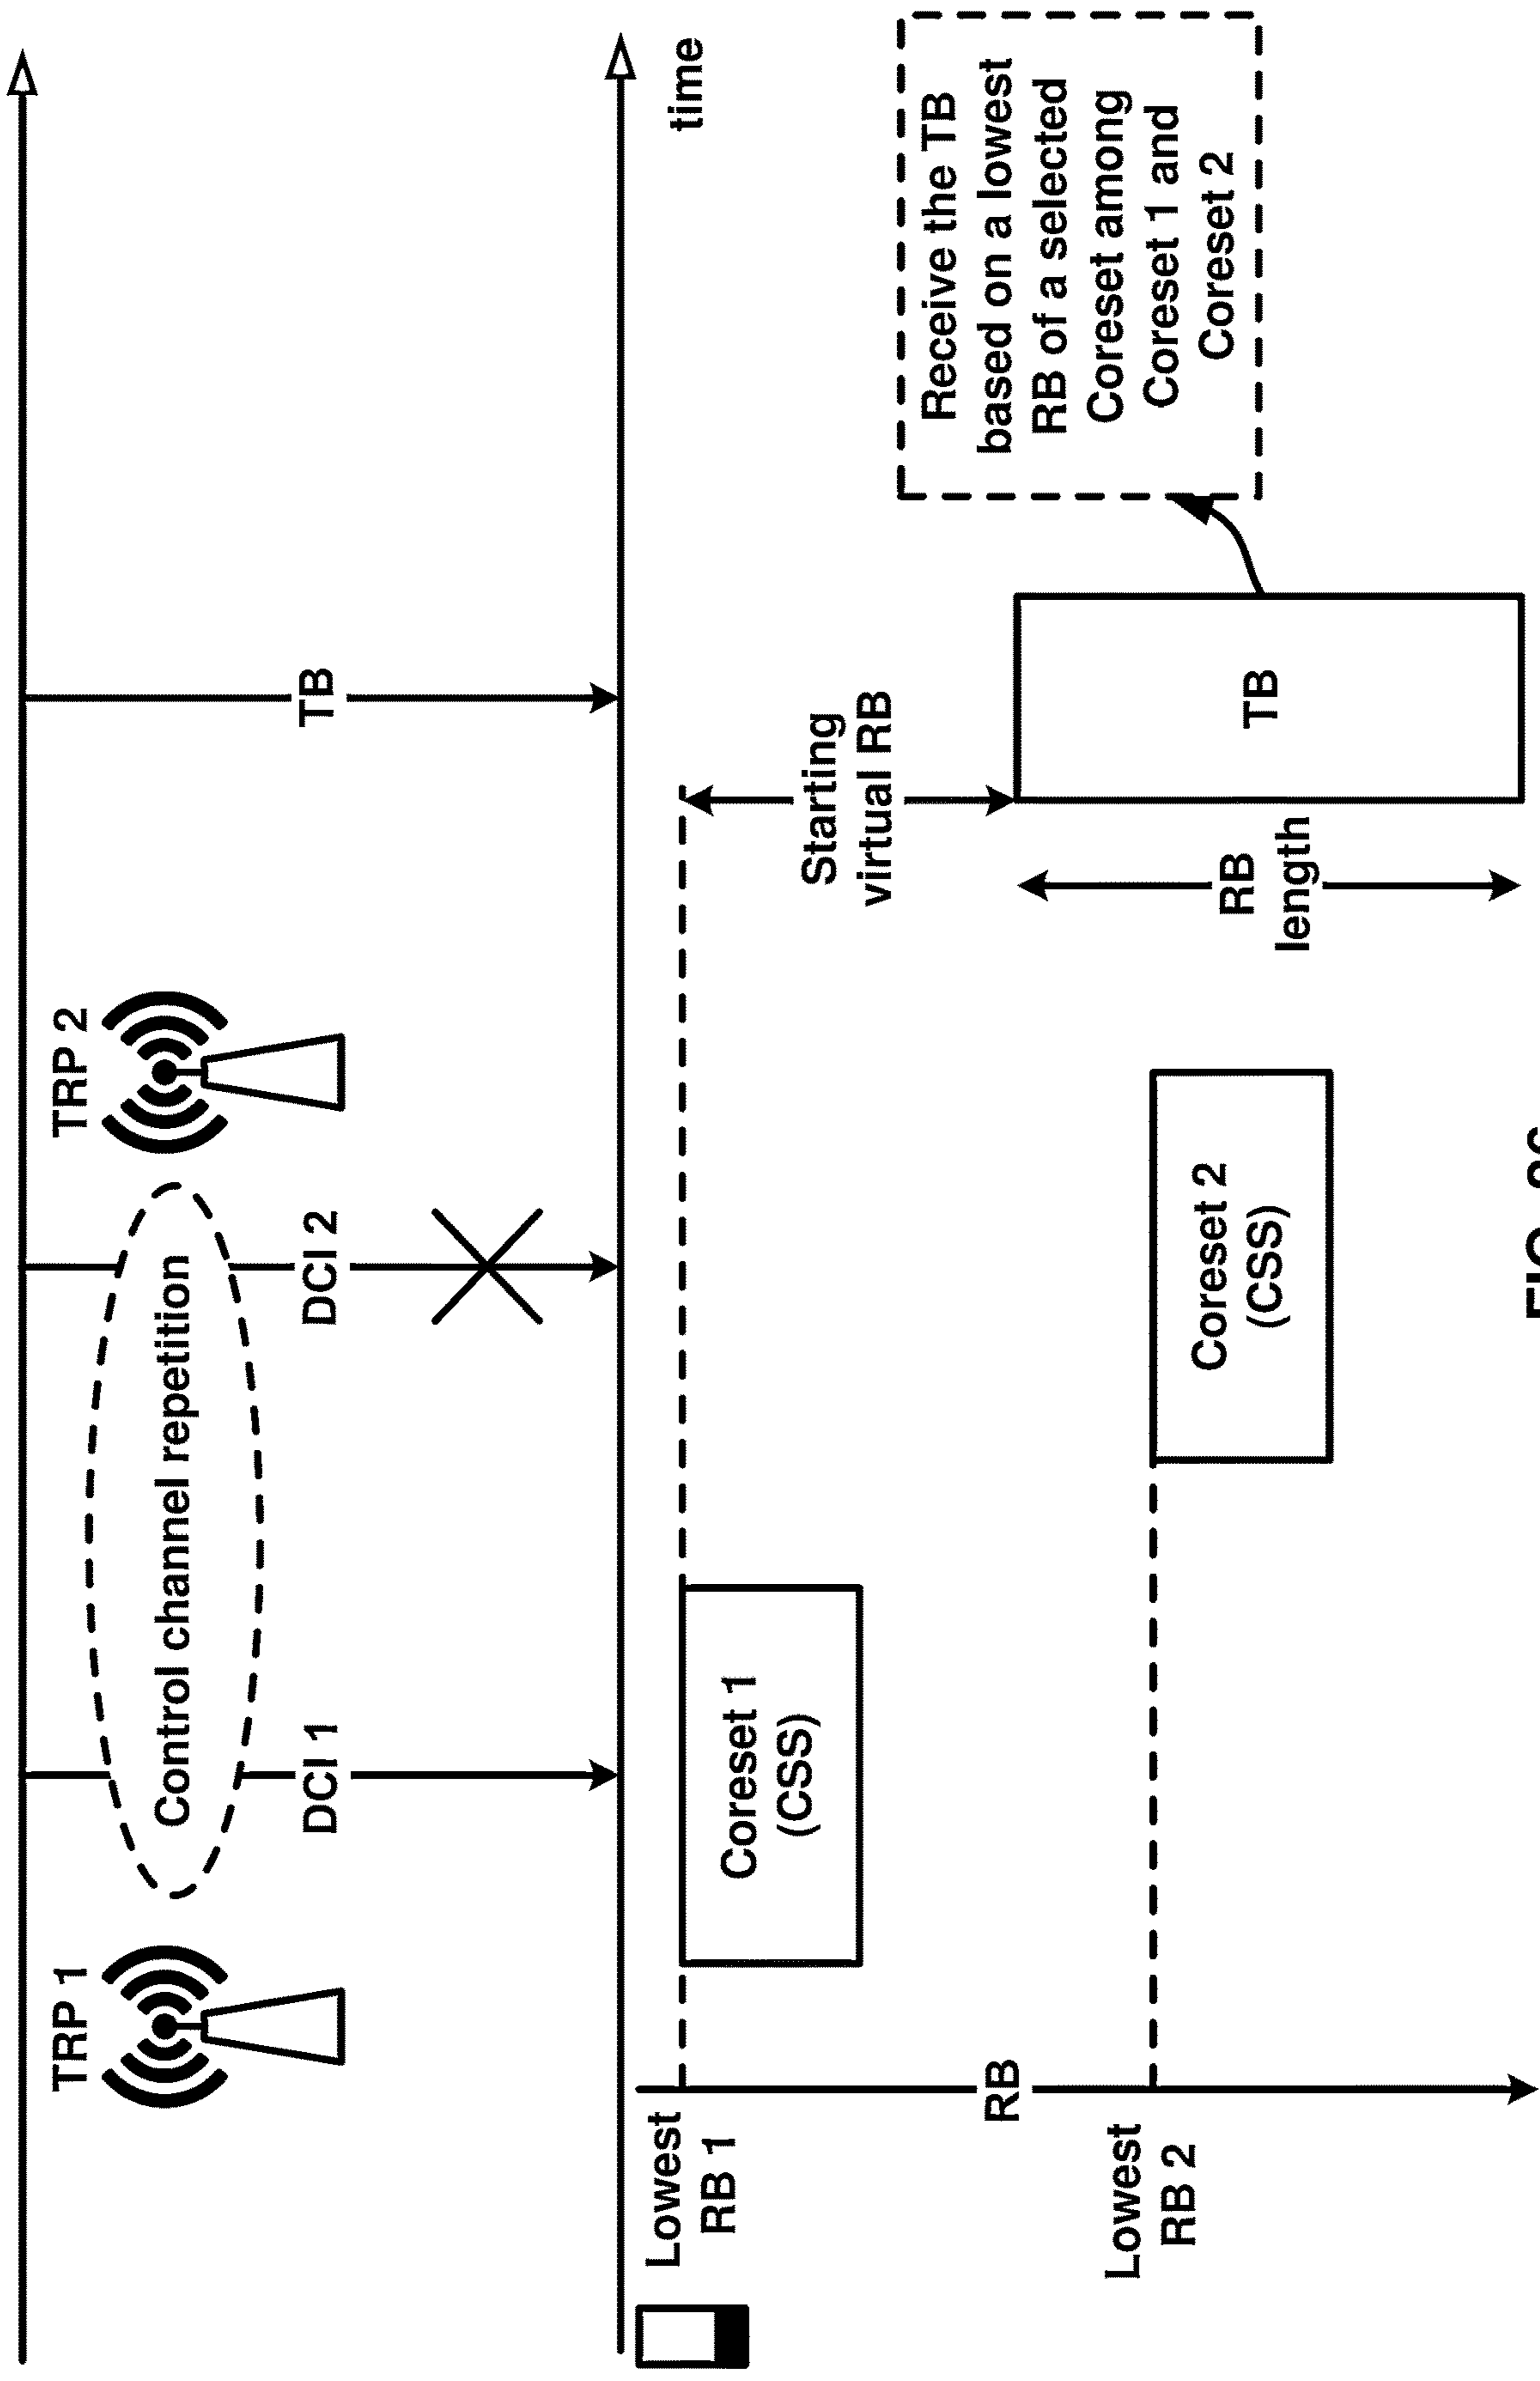 TRP 1
TRP 2
Control channel repetition
DCI 1
DCI 2
TB
time
Lowest
RB 1
Coreset 1
(CSS)
Starting
virtual RB
RB
Lowest
RB 2
Coreset 2
(CSS)
RB
length
TB
Receive the TB
based on a lowest
RB of a selected
Coreset among
Coreset 1 and
Coreset 2